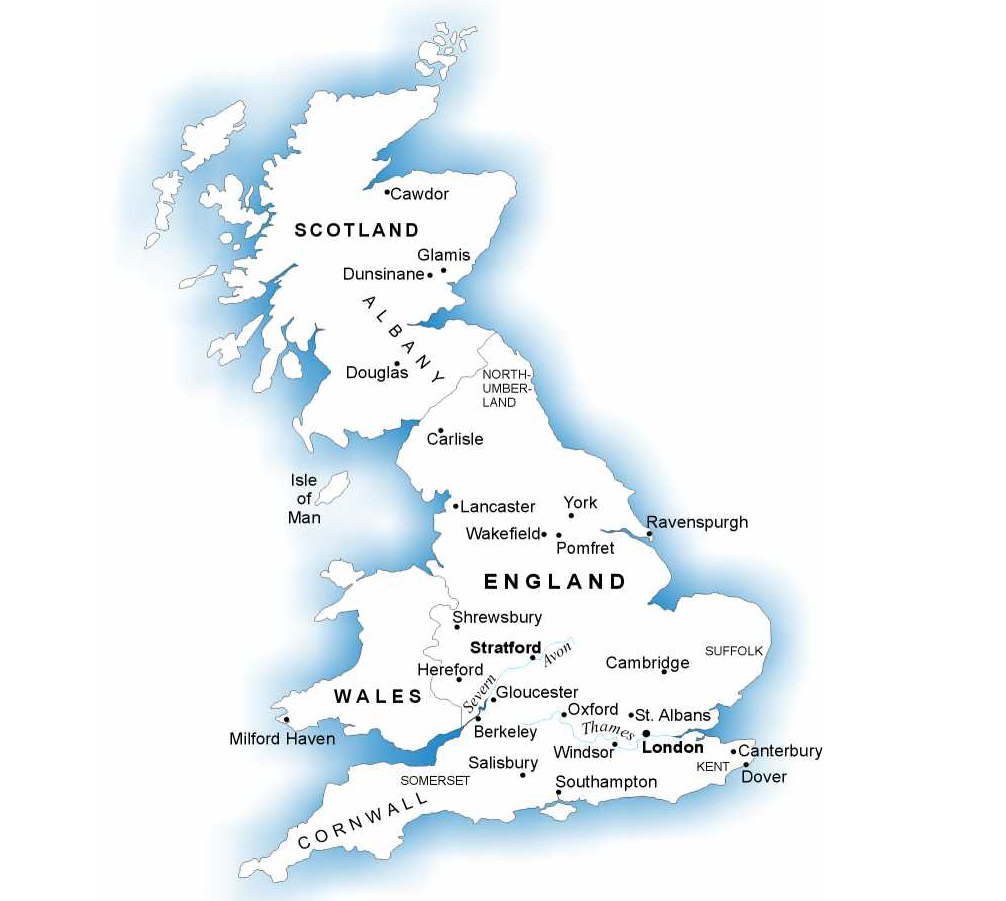 Cawdor
SCOTLAND
Glamis
Dunsinane
ALBANY
Douglas
NORTH-
UMBER-
LAND
Carlisle
Isle
of
Man
Lancaster
York
Wakefield
Ravenspurgh
Pomfret
ENGLAND
Shrewsbury
Stratford
Avon
SUFFOLK
Cambridge
Hereford
WALES
Severn
Gloucester
Oxford
St. Albans
Milford Haven
Berkeley
Thames
Windsor
London
Canterbury
Salisbury
KENT
Dover
SOMERSET
Southampton
CORNWALL